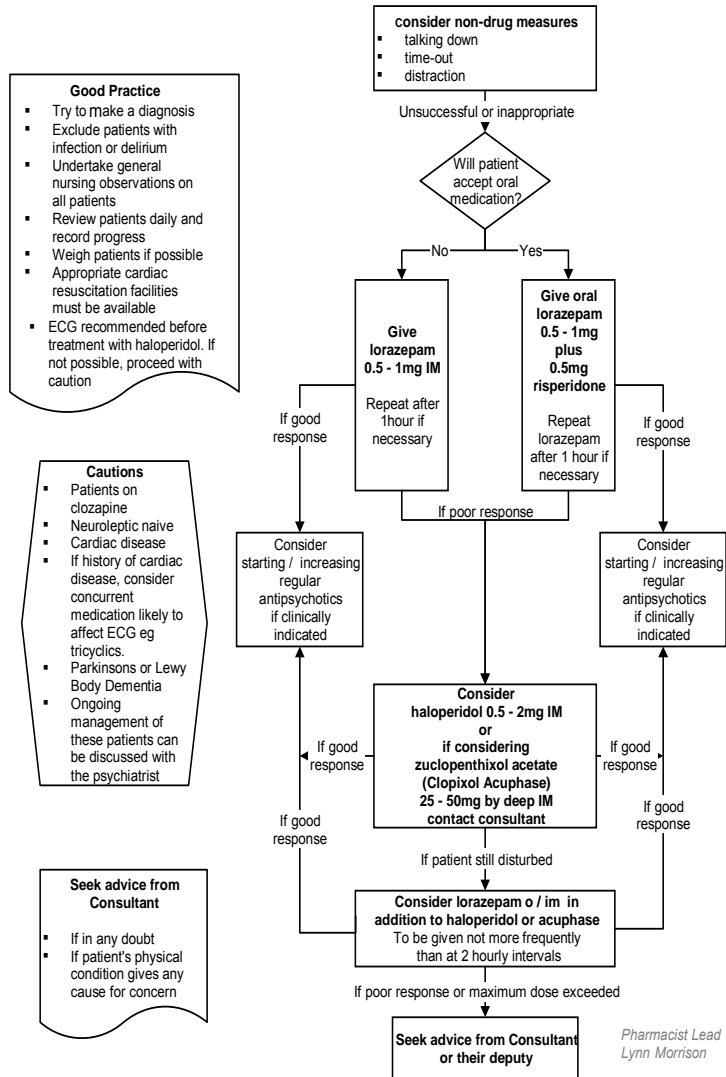 consider non-drug measures
▪ talking down
▪ time-out
▪ distraction
Unsuccessful or inappropriate
Will patient
accept oral
medication?
No
Yes
Good Practice
▪ Try to make a diagnosis
▪ Exclude patients with
infection or delirium
▪ Undertake general
nursing observations on
all patients
▪ Review patients daily and
record progress
▪ Weigh patients if possible
▪ Appropriate cardiac
resuscitation facilities
must be available
▪ ECG recommended before
treatment with haloperidol. If
not possible, proceed with
caution
Give
lorazepam
0.5 - 1mg IM
Repeat after
1hour if
necessary
Give oral lorazepam
0.5 - 1mg
plus
0.5mg
risperidone
Repeat
lorazepam
after 1 hour if
necessary
If good
response
If good
response
If poor response
Cautions
▪ Patients on
clozapine
▪ Neuroleptic naive
▪ Cardiac disease
▪ If history of cardiac
disease, consider
concurrent
medication likely to
affect ECG eg
tricyclics.
▪ Parkinsons or Lewy
Body Dementia
▪ Ongoing
management of
these patients can
be discussed with
the psychiatrist
Consider
starting / increasing
regular
antipsychotics
if clinically
indicated
Consider
starting / increasing
regular
antipsychotics
if clinically
indicated
Consider
haloperidol 0.5 - 2mg IM
or
if considering
zuclopenthixol acetate
(Clopixol Acuphase)
25 - 50mg by deep IM
contact consultant
If good
response
If good
response
If good
response
If good
response
If patient still disturbed
Seek advice from
Consultant
▪ If in any doubt
▪ If patient's physical
condition gives any
cause for concern
Consider lorazepam o / im in
addition to haloperidol or acuphase
To be given not more frequently
than at 2 hourly intervals
If poor response or maximum dose exceeded
Seek advice from Consultant
or their deputy
Pharmacist Lead
Lynn Morrison